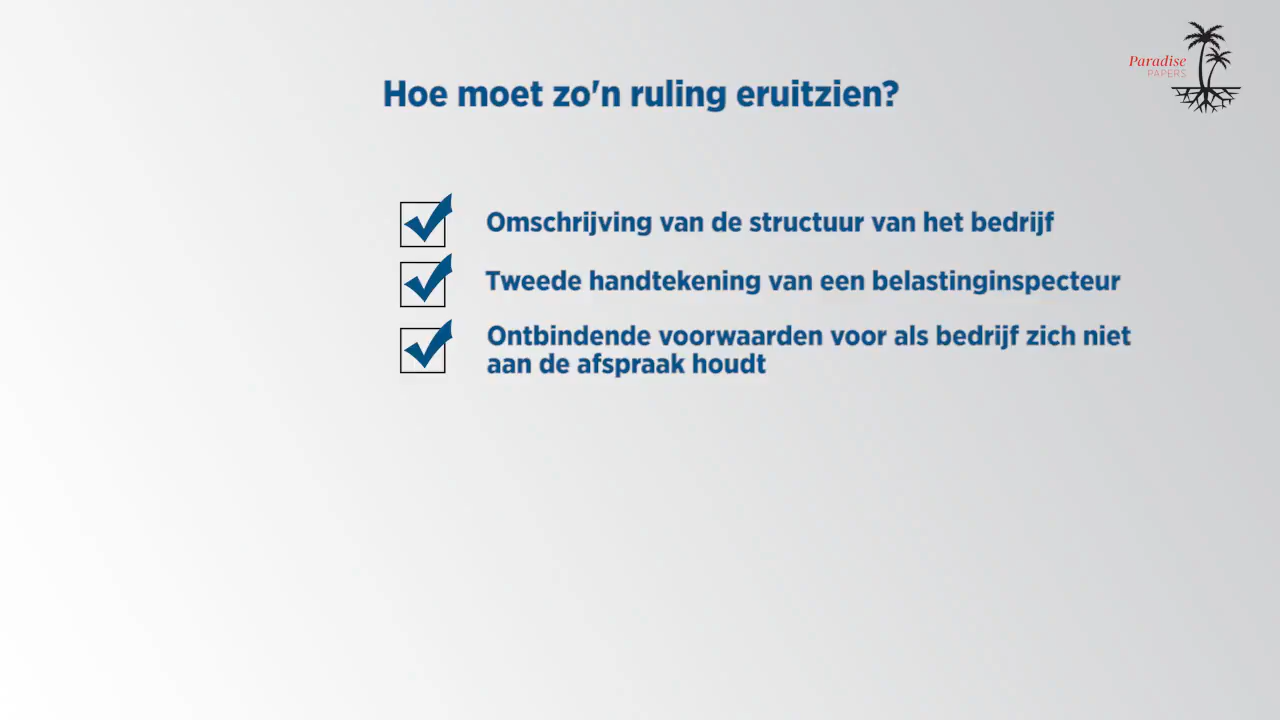 Paradise
PAPERS
Hoe moet zo'n ruling eruitzien?
Omschrijving van de structuur van het bedrijf
Tweede handtekening van een belastinginspecteur
Ontbindende voorwaarden voor als bedrijf zich niet
aan de afspraak houdt